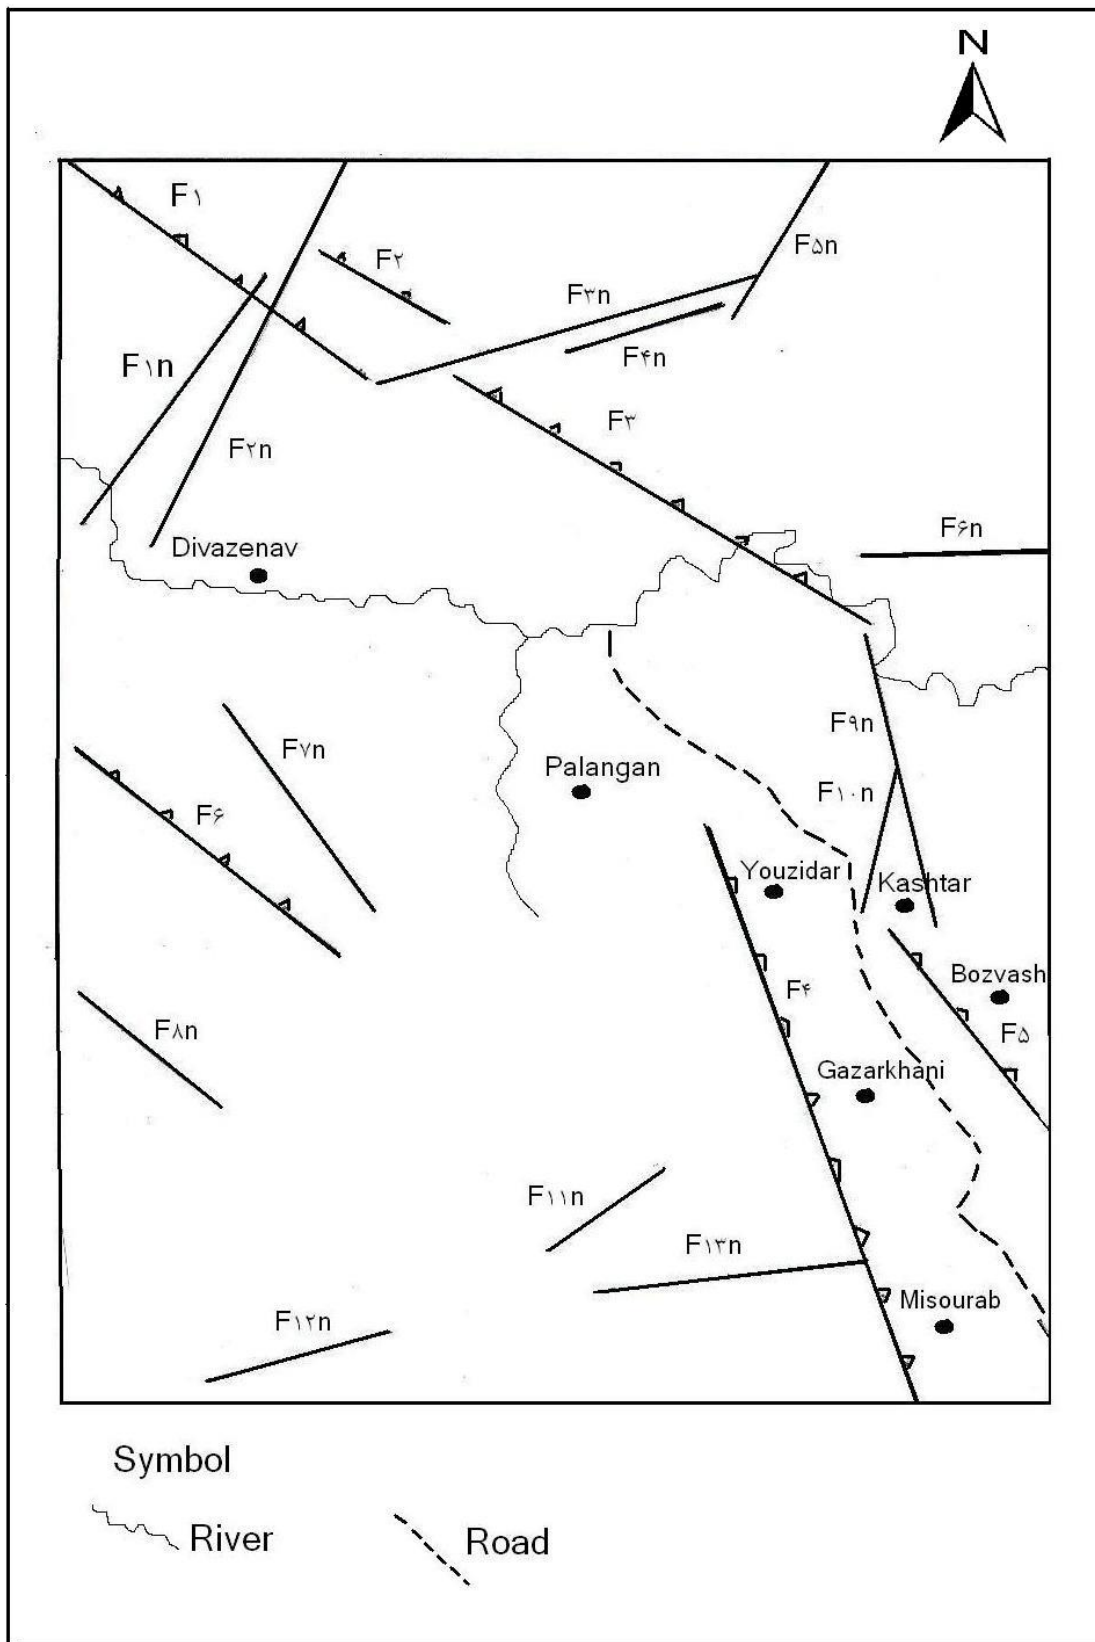 N
F۱
F۵n
F۲
F۳n
F۴n
F۱n
F۳
F۲n
F۶n
Divazenav
F۹n
F۷n
Palangan
F۱۰n
F۶
Youzidar
Kashtar
Bozvash
F۴
F۸n
F۵
Gazarkhani
F۱۱n
F۱۳n
Misourab
F۱۲n
Symbol
River
Road